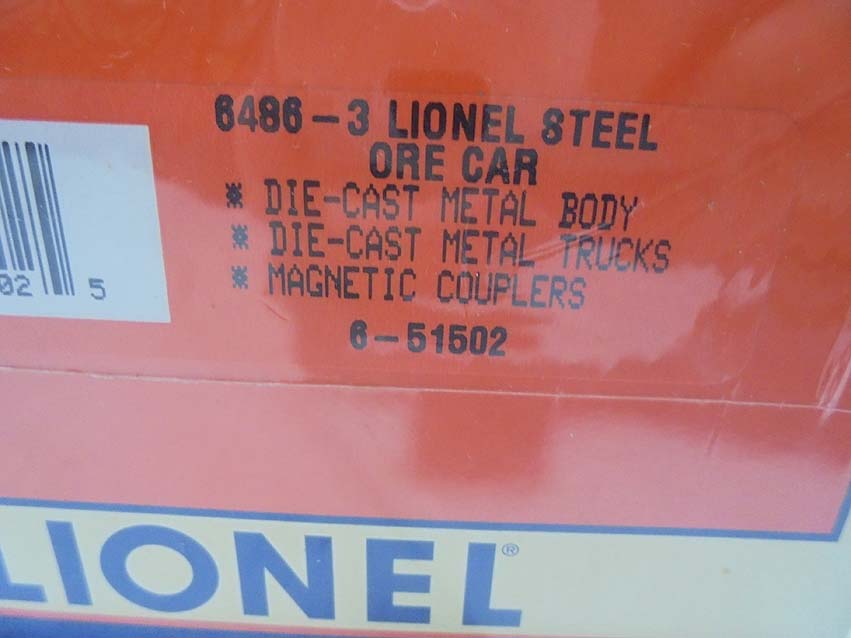 6486-3 LIONEL STEEL
ORE CAR
* DIE-CAST METAL BODY
* DIE-CAST METAL TRUCKS
* MAGNETIC COUPLERS
6-51502
02 5
LIONEL®